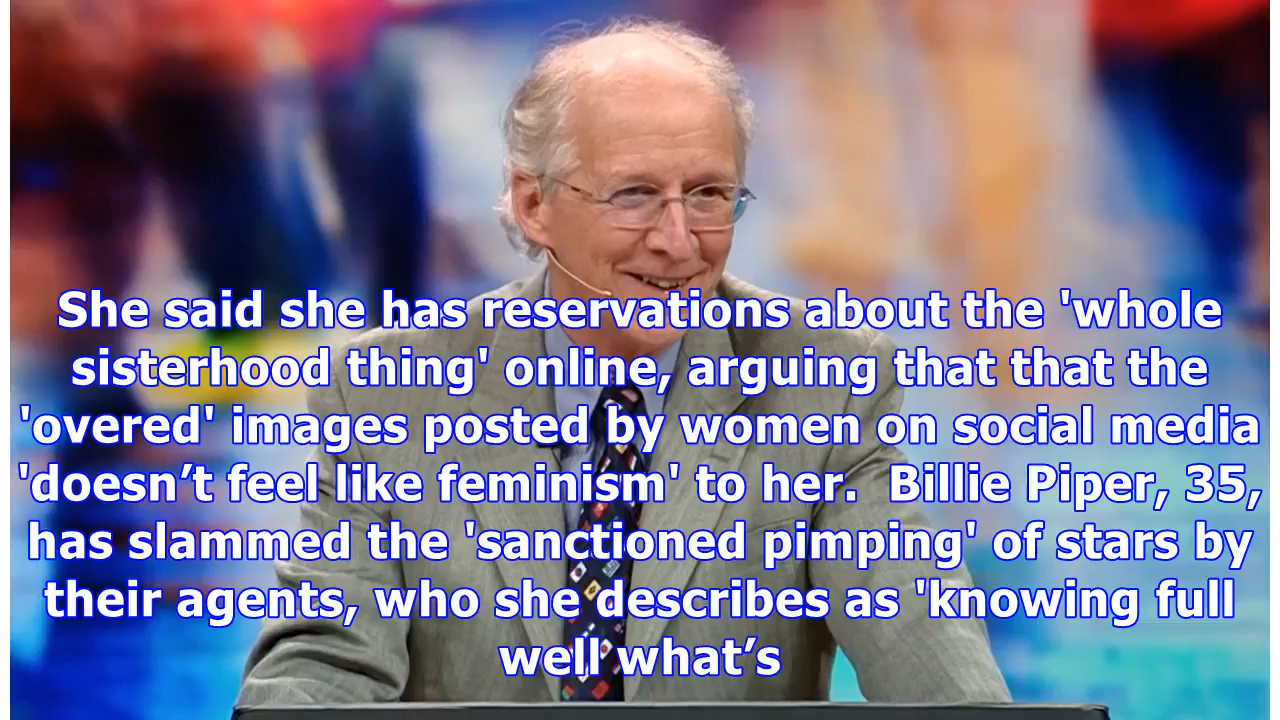 She said she has reservations about the 'whole
sisterhood thing' online, arguing that that the
'overed' images posted by women on social media
'doesn’t feel like feminism' to her.  Billie Piper, 35,
has slammed the 'sanctioned pimping' of stars by
their agents, who she describes as 'knowing full
well what’s